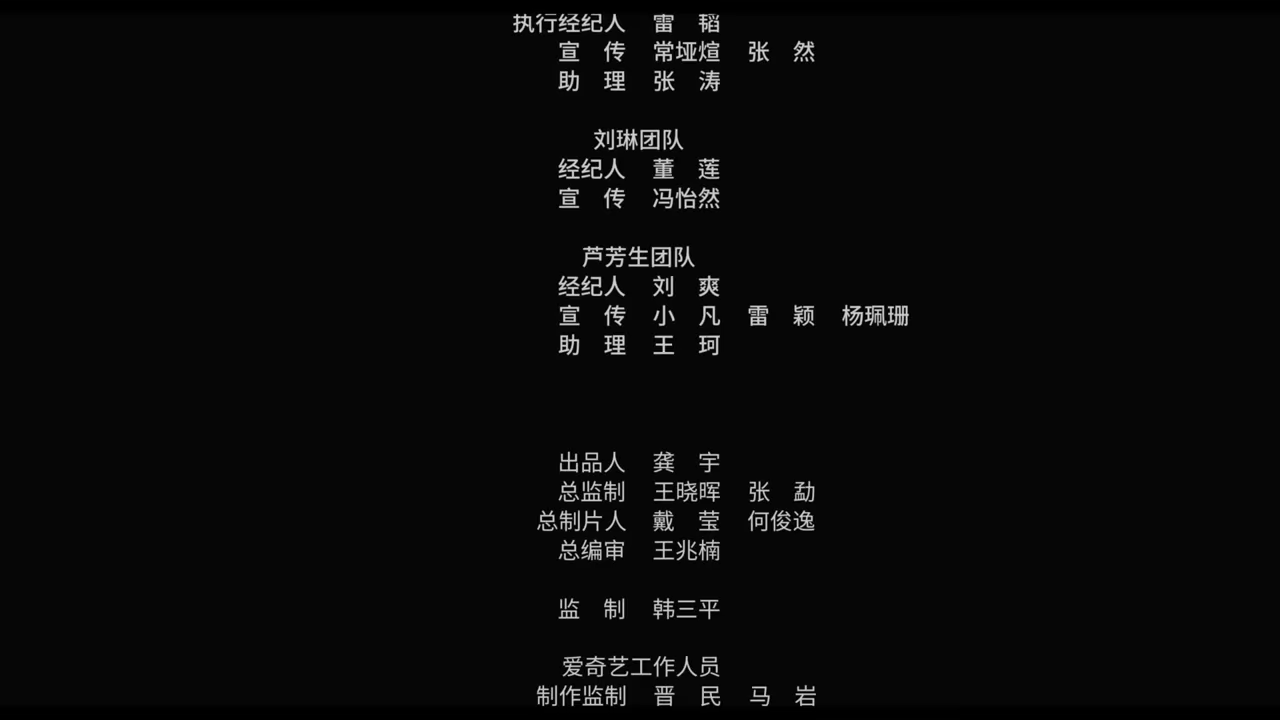 执行经纪人 雷 韬
宣 传 常垭煊 张 然
助 理 张 涛
刘琳团队
经纪人 董 莲
宣 传 冯怡然
芦芳生团队
经纪人 刘 爽
宣 传 小 凡 雷 颖 杨珮珊
助 理 王 珂
出品人 龚 宇
总监制 王晓晖 张 勐
总制片人 戴 莹 何俊逸
总编审 王兆楠
监 制 韩三平
爱奇艺工作人员
制作监制 晋 民 马 岩